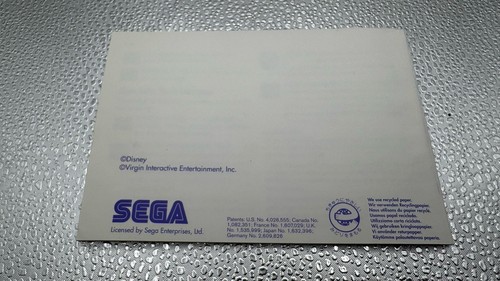 ©Disney
©Virgin Interactive Entertainment, Inc.
SEGA
Licensed by Sega Enterprises, Ltd.
Patents: U.S. No. 4,026,555; Canada No.
1,082,351; France No. 1,607,029; U.K.
No. 1,535,999; Japan No. 1,632,396;
Germany No. 2,609,826
We use recycled paper.
Wir verwenden Recyclingpapier.
Nous utilisons du papier recyclé.
Usamos papel reciclado.
Utilizziamo carta riciclata.
Wij gebruiken kringlooppapier.
Vi använder returpapper.
Käytämme palautettavaa paperia.